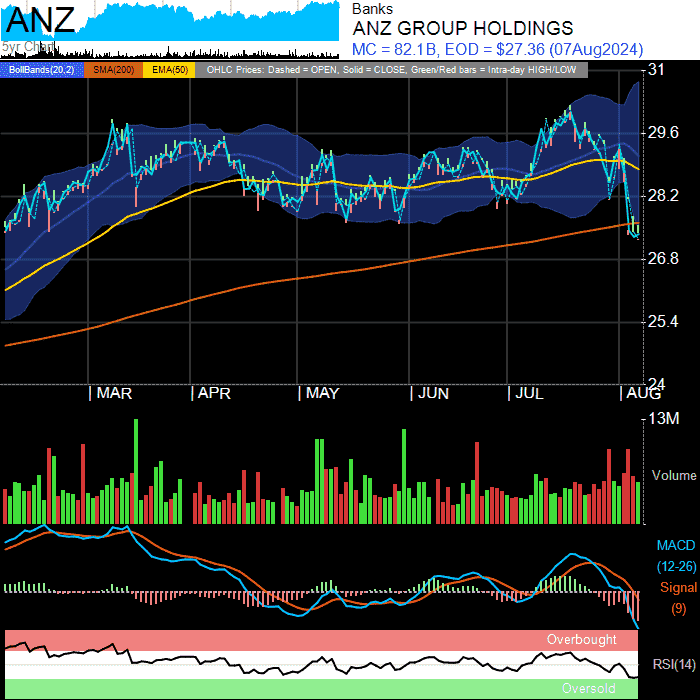 ANZ
5yr Chart
Banks
ANZ GROUP HOLDINGS
MC = 82.1B, EOD = $27.36 (07Aug2024)
BollBands(20,2) SMA(200) EMA(50) OHLC Prices: Dashed = OPEN, Solid = CLOSE, Green/Red bars = Intra-day HIGH/LOW
31
29.6
28.2
26.8
25.4
24
| MAR | APR | MAY | JUN | JUL | AUG
13M
Volume
MACD
(12-26)
Signal
(9)
Overbought
RSI(14)
Oversold